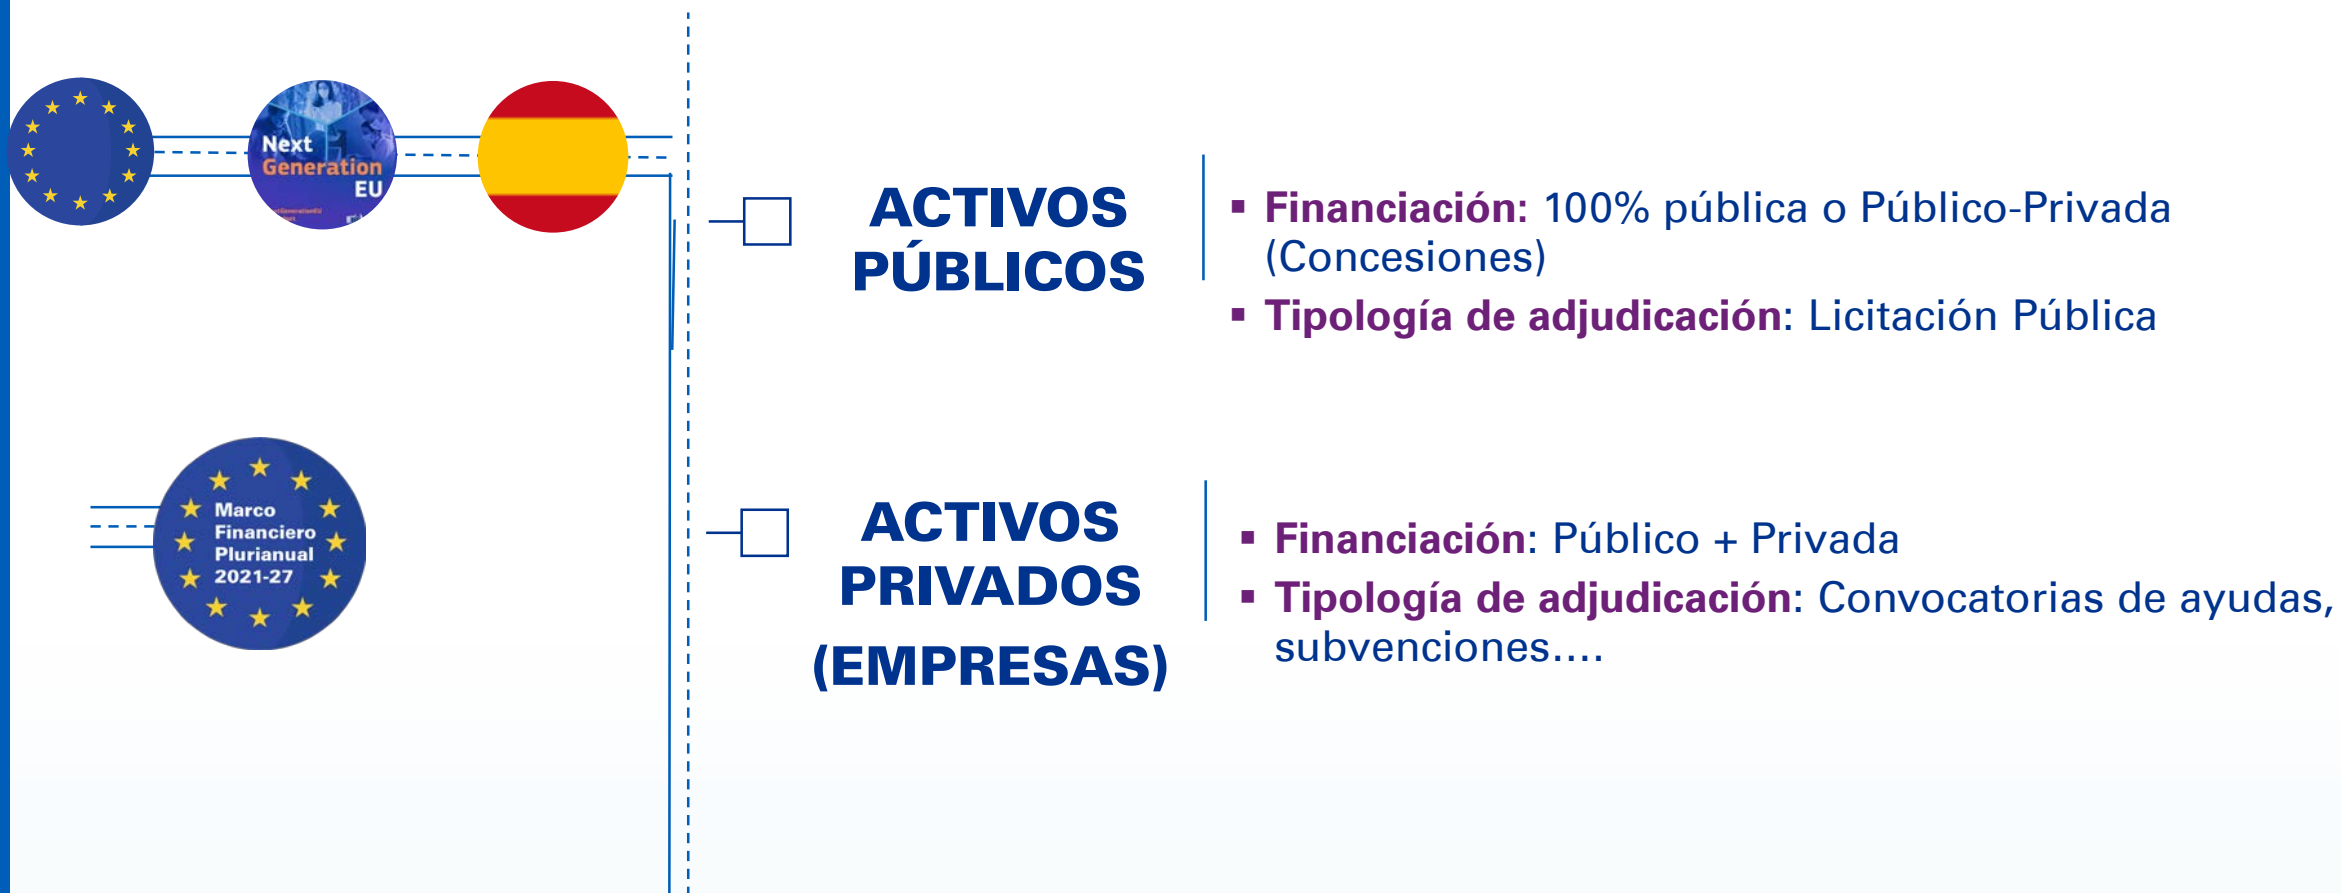 Next
Generation
EU
ACTIVOS
PÚBLICOS
▪ Financiación: 100% pública o Público-Privada
(Concesiones)
▪ Tipología de adjudicación: Licitación Pública
Marco
Financiero
Plurianual
2021-27
ACTIVOS
PRIVADOS
(EMPRESAS)
▪ Financiación: Público + Privada
▪ Tipología de adjudicación: Convocatorias de ayudas,
subvenciones....